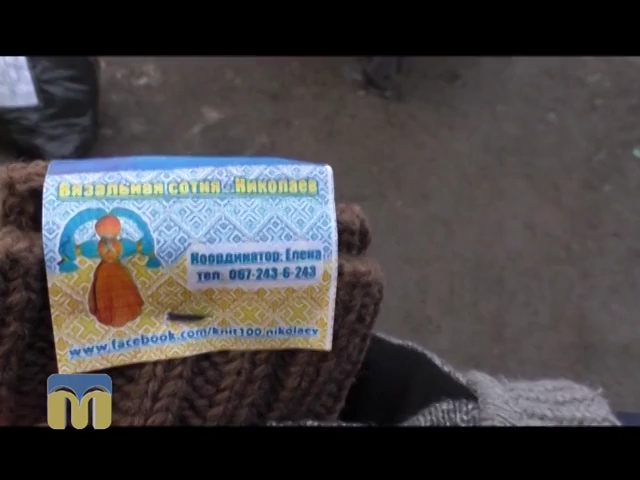 Вязальная сотня .Николаев
Координатор: Елена
тел. 067-243-6-243
www.facebook.com/knit100.nikolaev
M